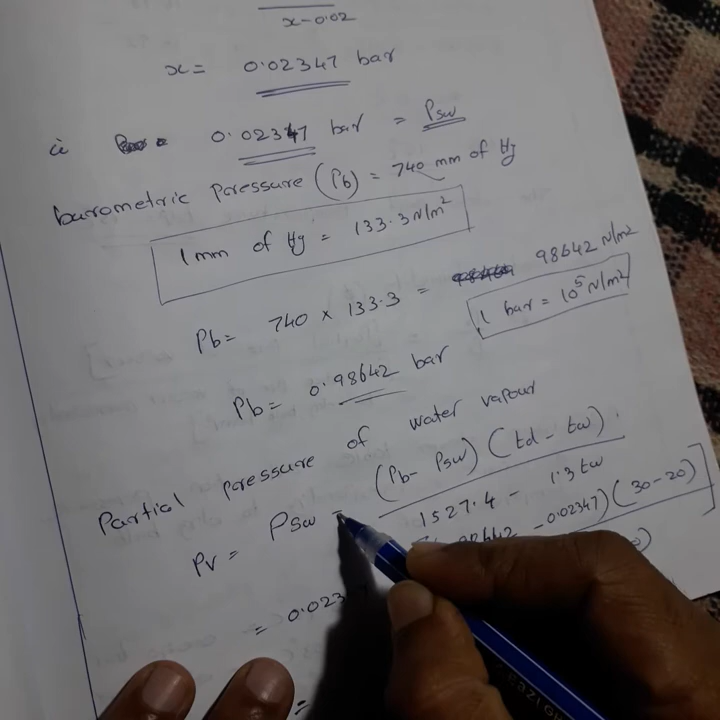 x-0.02
x = 0.02347 bar
ie 0.02347 bar = Psw
barometric pressure (Pb) = 740 mm of Hg
1 mm of Hg = 133.3 N/m²
Pb = 740 × 133.3 = 98642 N/m²
1 bar = 10⁵ N/m²
Pb = 0.98642 bar
Partial pressure of water vapour
Pv = Psw - (Pb - Psw) (td - tw)
1527.4 - 1.3 tw
= 0.023
-0.02347) (30-20)
=